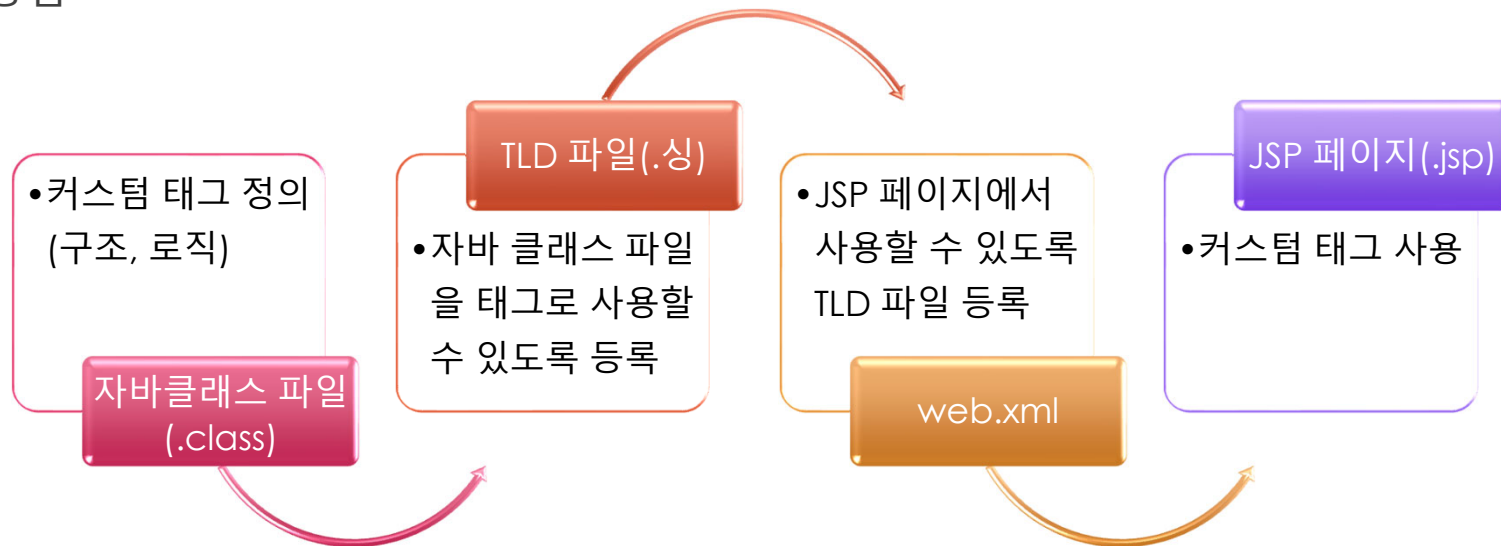 •커스텀 태그 정의
(구조, 로직)
자바클래스 파일
(.class)
TLD 파일(.싱)
•자바 클래스 파일
을 태그로 사용할
수 있도록 등록
•JSP 페이지에서
사용할 수 있도록
TLD 파일 등록
web.xml
JSP 페이지(.jsp)
•커스텀 태그 사용